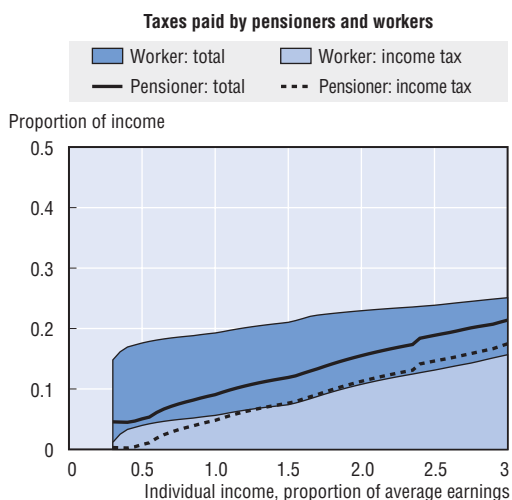 Taxes paid by pensioners and workers
Worker: total Worker: income tax
Pensioner: total Pensioner: income tax
Proportion of income
0.5
0.4
0.3
0.2
0.1
0
0 0.5 1.0 1.5 2.0 2.5 3
Individual income, proportion of average earnings